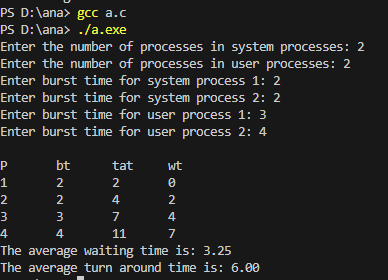 PS D:\ana> gcc a.c
PS D:\ana> ./a.exe
Enter the number of processes in system processes: 2
Enter the number of processes in user processes: 2
Enter burst time for system process 1: 2
Enter burst time for system process 2: 2
Enter burst time for user process 1: 3
Enter burst time for user process 2: 4
P bt tat wt
1 2 2 0
2 2 4 2
3 3 7 4
4 4 11 7
The average waiting time is: 3.25
The average turn around time is: 6.00